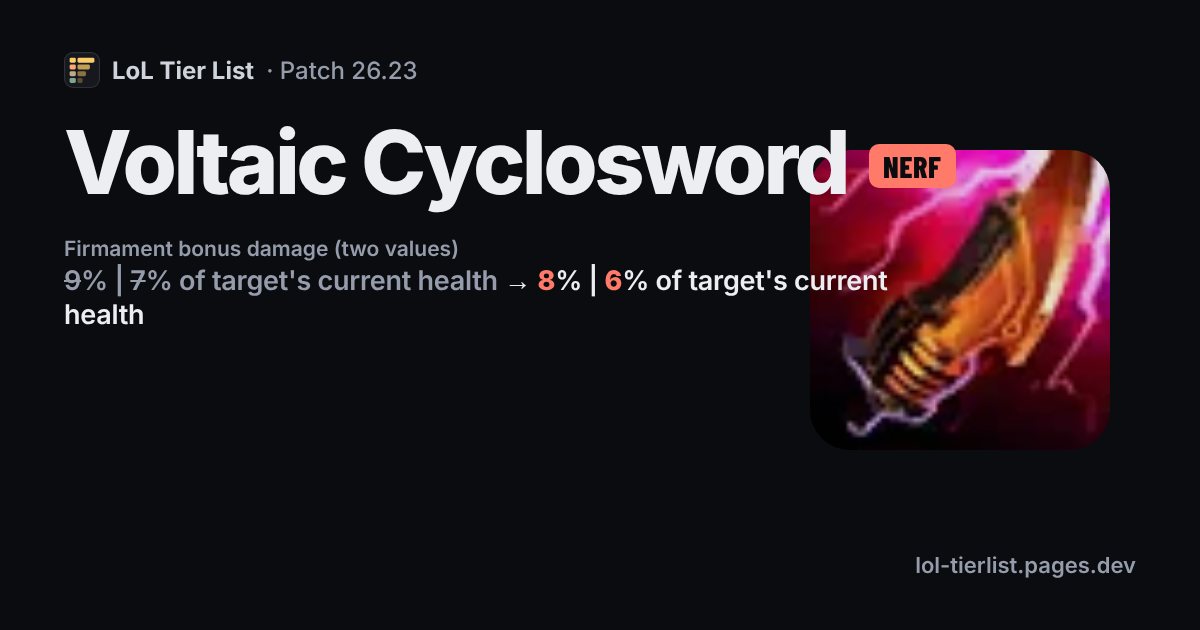 LoL Tier List · Patch 26.23
Voltaic Cyclosword NERF
Firmament bonus damage (two values)
9% | 7% of target's current health → 8% | 6% of target's current
health
lol-tierlist.pages.dev